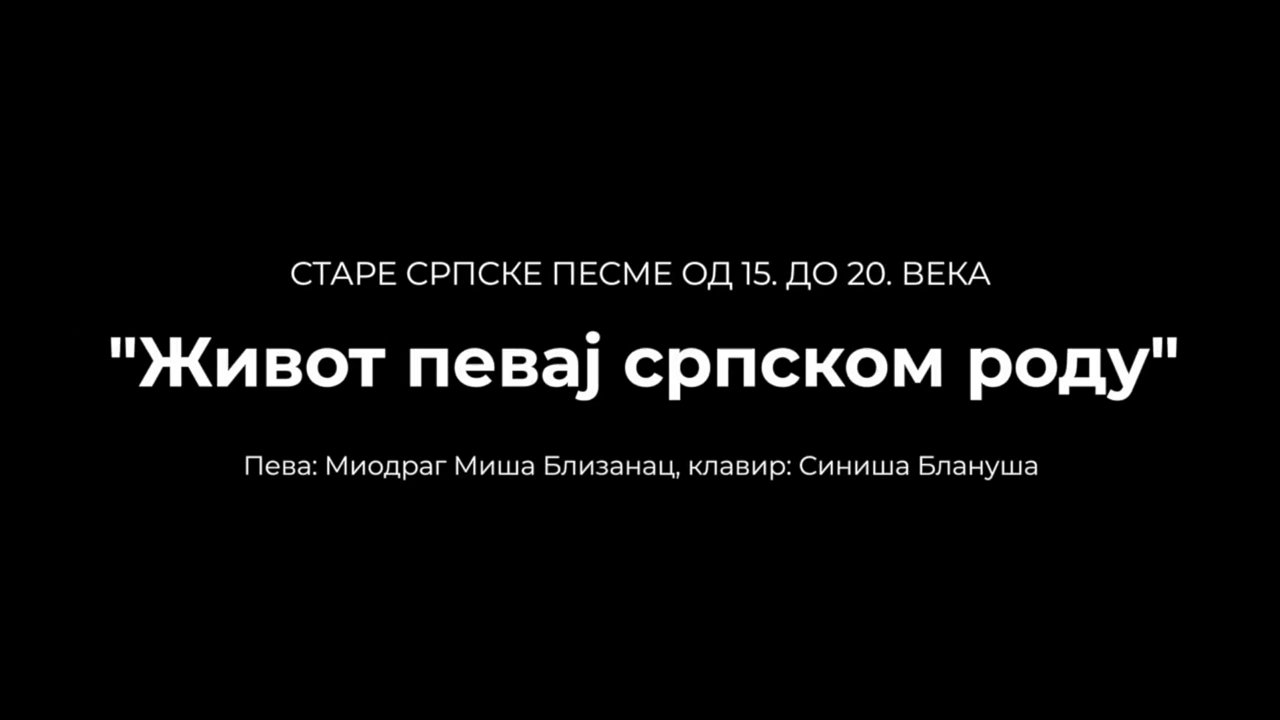 СТАРЕ СРПСКЕ ПЕСМЕ ОД 15. ДО 20. ВЕКА
"Живот певај српском роду"
Пева: Миодраг Миша Близанац, клавир: Синиша Блануша